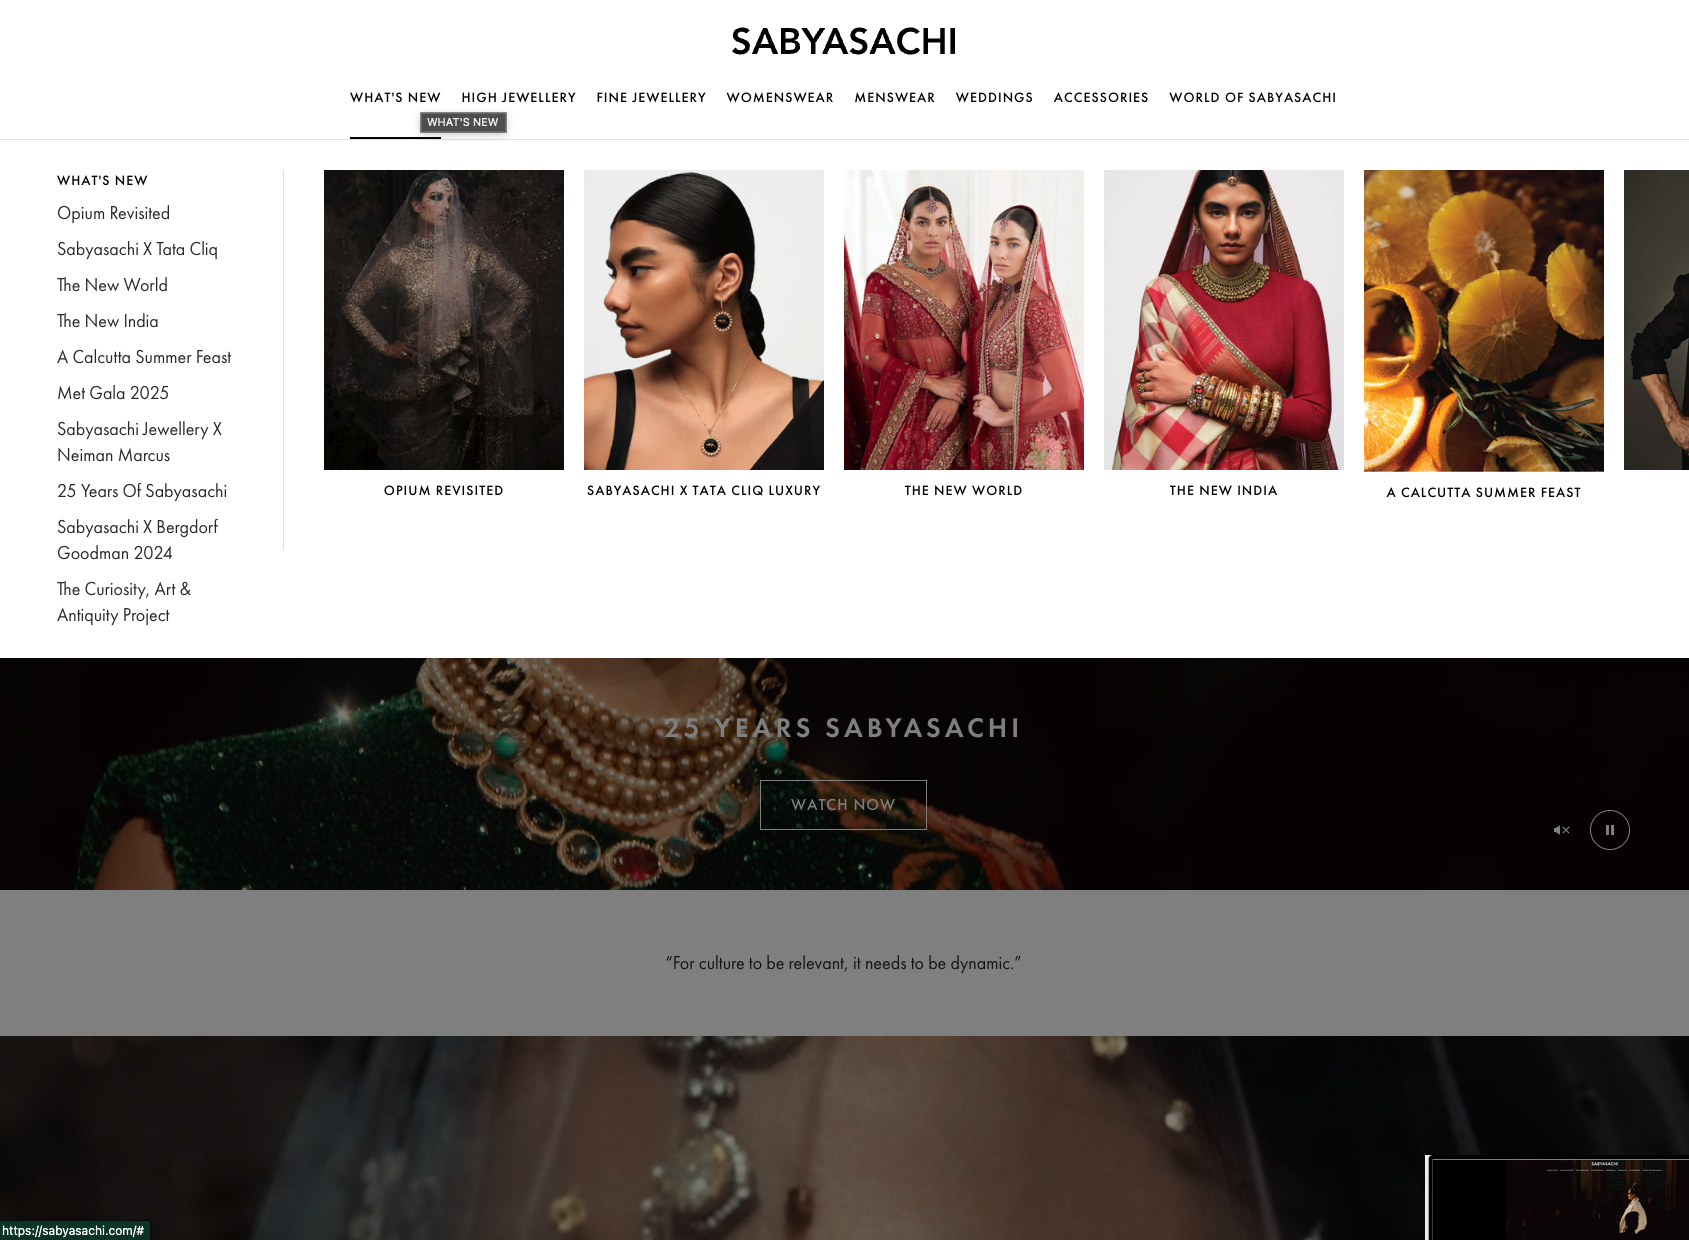 SABYASACHI
WHAT'S NEW HIGH JEWELLERY FINE JEWELLERY WOMENSWEAR MENSWEAR WEDDINGS ACCESSORIES WORLD OF SABYASACHI
WHAT'S NEW
WHAT'S NEW
Opium Revisited
Sabyasachi X Tata Cliq
The New World
The New India
A Calcutta Summer Feast
Met Gala 2025
Sabyasachi Jewellery X
Neiman Marcus
25 Years Of Sabyasachi
Sabyasachi X Bergdorf
Goodman 2024
The Curiosity, Art &
Antiquity Project
OPIUM REVISITED
SABYASACHI X TATA CLIQ LUXURY
THE NEW WORLD
THE NEW INDIA
A CALCUTTA SUMMER FEAST
25 YEARS SABYASACHI
WATCH NOW
“For culture to be relevant, it needs to be dynamic.”
SABYASACHI
https://sabyasachi.com/#